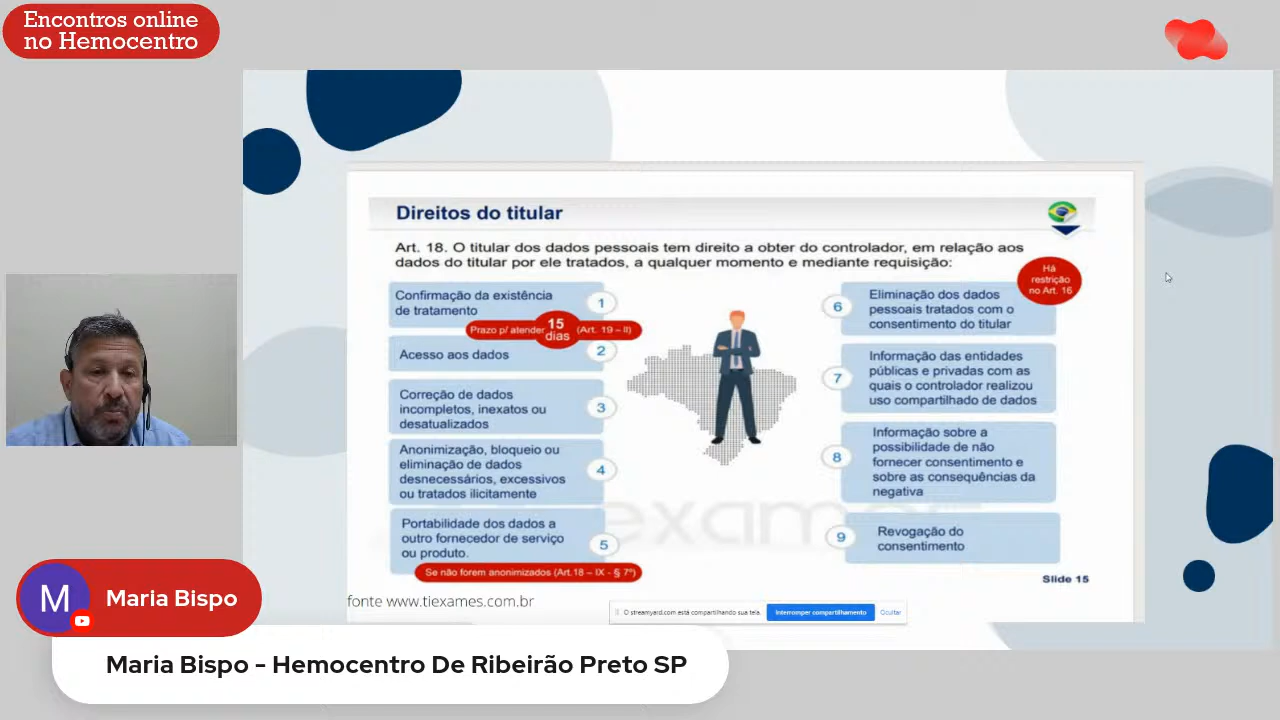 Encontros online
no Hemocentro
Direitos do titular
Art. 18. O titular dos dados pessoais tem direito a obter do controlador, em relação aos
dados do titular por ele tratados, a qualquer momento e mediante requisição:
Há
restrição
no Art. 16
Confirmação da existência
de tratamento
1
Prazo p/ atender 15 dias (Art. 19 – II)
Acesso aos dados
2
Correção de dados
incompletos, inexatos ou
desatualizados
3
Anonimização, bloqueio ou
eliminação de dados
desnecessários, excessivos
ou tratados ilicitamente
4
Portabilidade dos dados a
outro fornecedor de serviço
ou produto.
5
Se não forem anonimizados (Art.18 – IX - § 7º)
6
Eliminação dos dados
pessoais tratados com o
consentimento do titular
7
Informação das entidades
públicas e privadas com as
quais o controlador realizou
uso compartilhado de dados
8
Informação sobre a
possibilidade de não
fornecer consentimento e
sobre as consequências da
negativa
9
Revogação do
consentimento
exames
Slide 15
fonte www.tiexames.com.br
O streamyard.com está compartilhando sua tela.
Interromper compartilhamento
Ocultar
M
Maria Bispo
Maria Bispo - Hemocentro De Ribeirão Preto SP